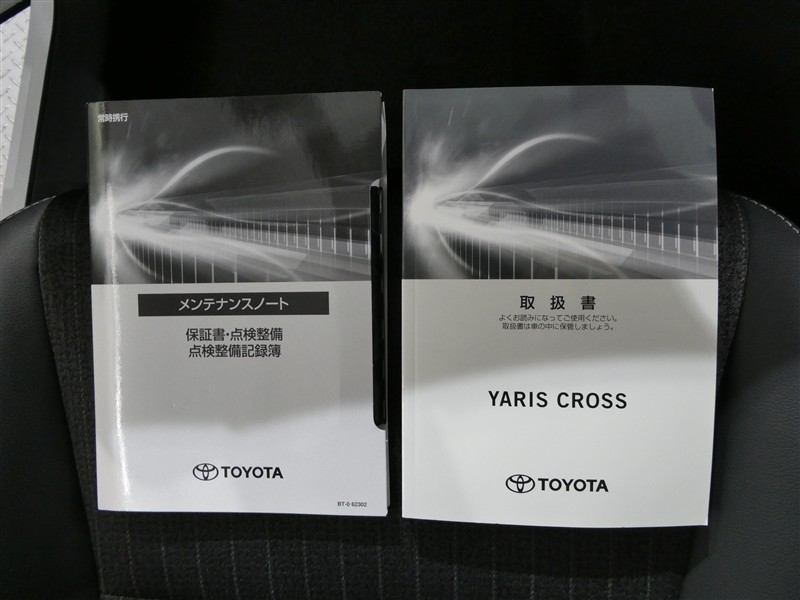 常時携行
メンテナンスノート
保証書・点検整備
点検整備記録簿
TOYOTA
BT-6 62302
取扱書
よくお読みになってご使用ください。
取扱書は車の中に保管しましょう。
YARIS CROSS
TOYOTA